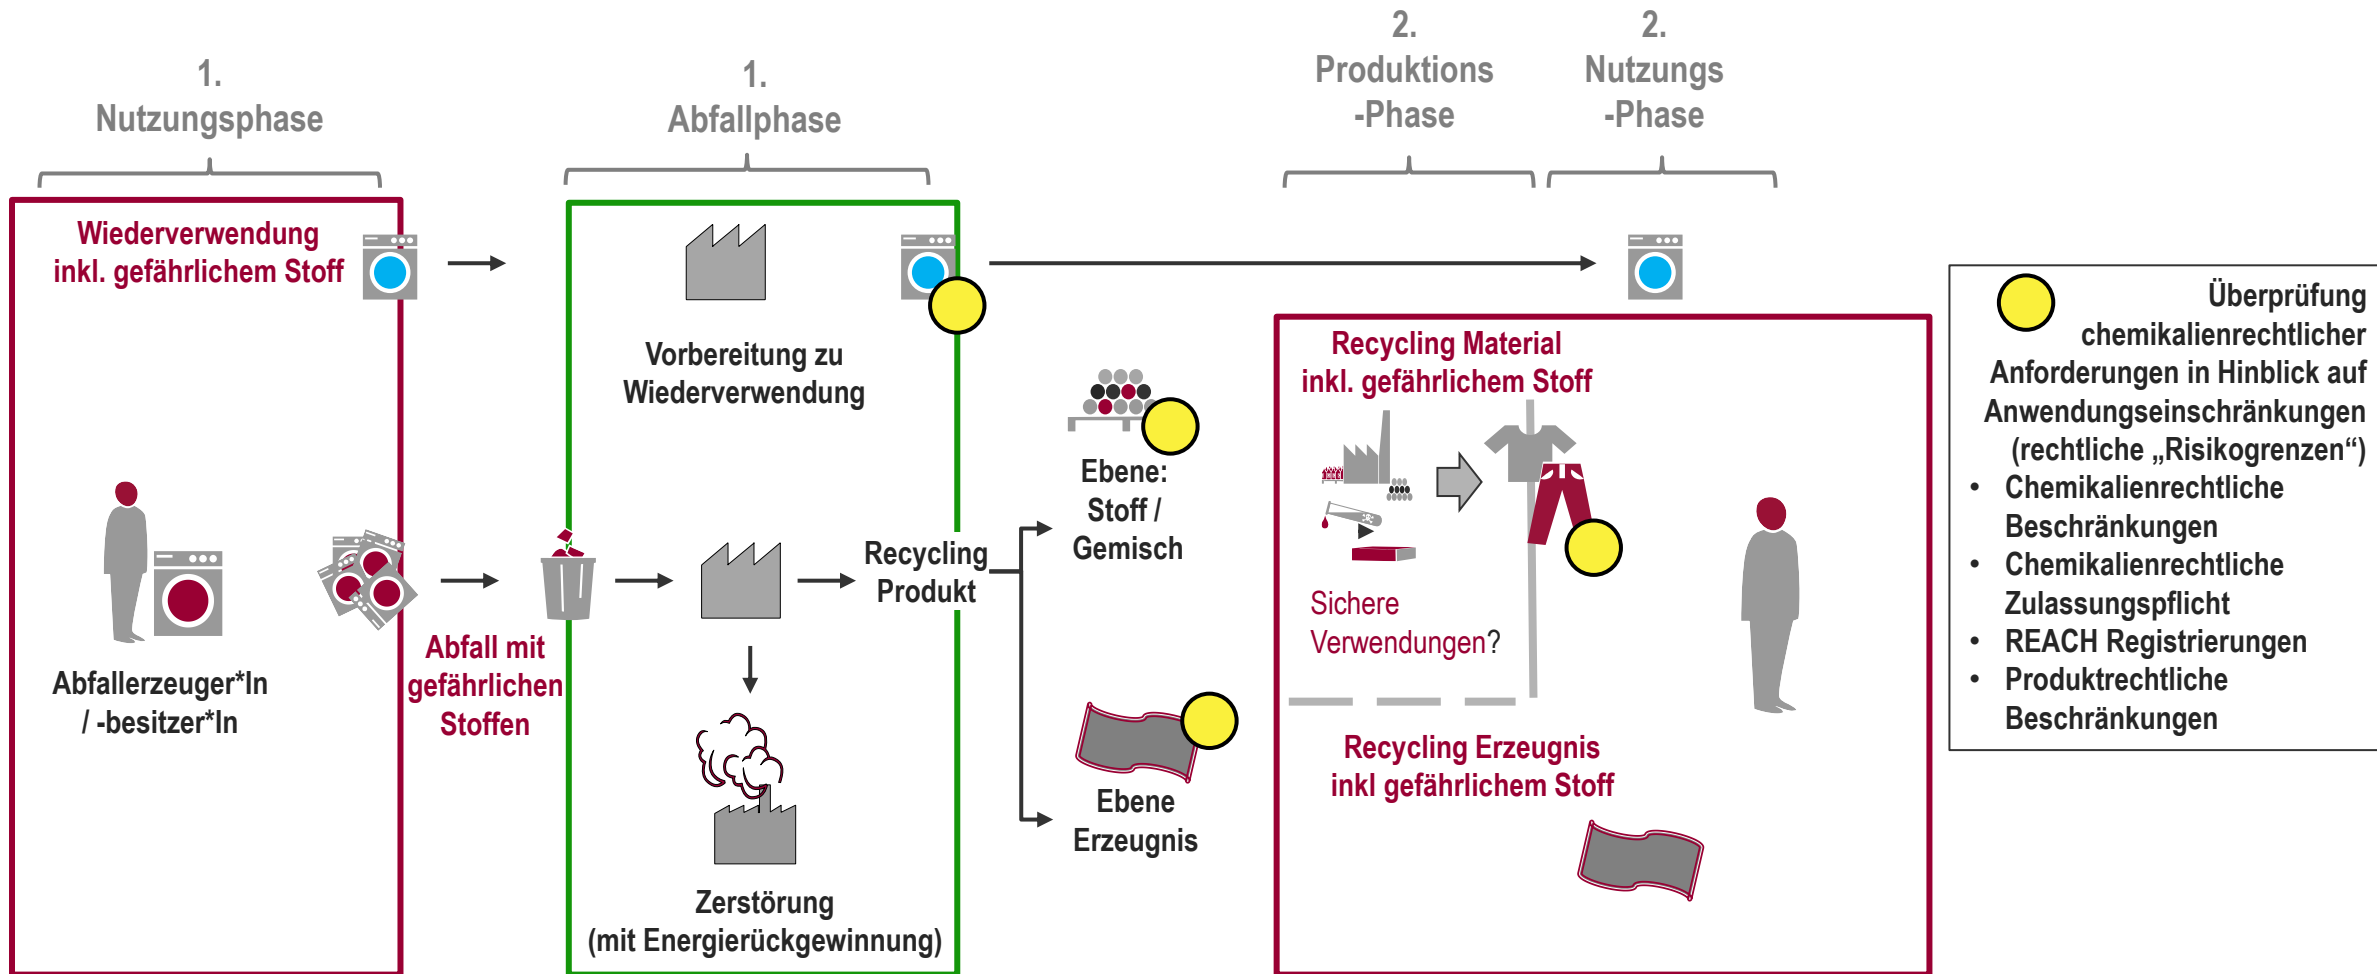 1.
Nutzungsphase
1.
Abfallphase
2.
Produktions
-Phase
2.
Nutzungs
-Phase
Wiederverwendung
inkl. gefährlichem Stoff
Vorbereitung zu
Wiederverwendung
Abfallerzeuger*In
/ -besitzer*In
Abfall mit
gefährlichen
Stoffen
Recycling
Produkt
Zerstörung
(mit Energierückgewinnung)
Ebene:
Stoff /
Gemisch
Ebene
Erzeugnis
Recycling Material
inkl. gefährlichem Stoff
Sichere
Verwendungen?
Recycling Erzeugnis
inkl gefährlichem Stoff
Überprüfung
chemikalienrechtlicher
Anforderungen in Hinblick auf
Anwendungseinschränkungen
(rechtliche „Risikogrenzen“)
• Chemikalienrechtliche
Beschränkungen
• Chemikalienrechtliche
Zulassungspflicht
• REACH Registrierungen
• Produktrechtliche
Beschränkungen